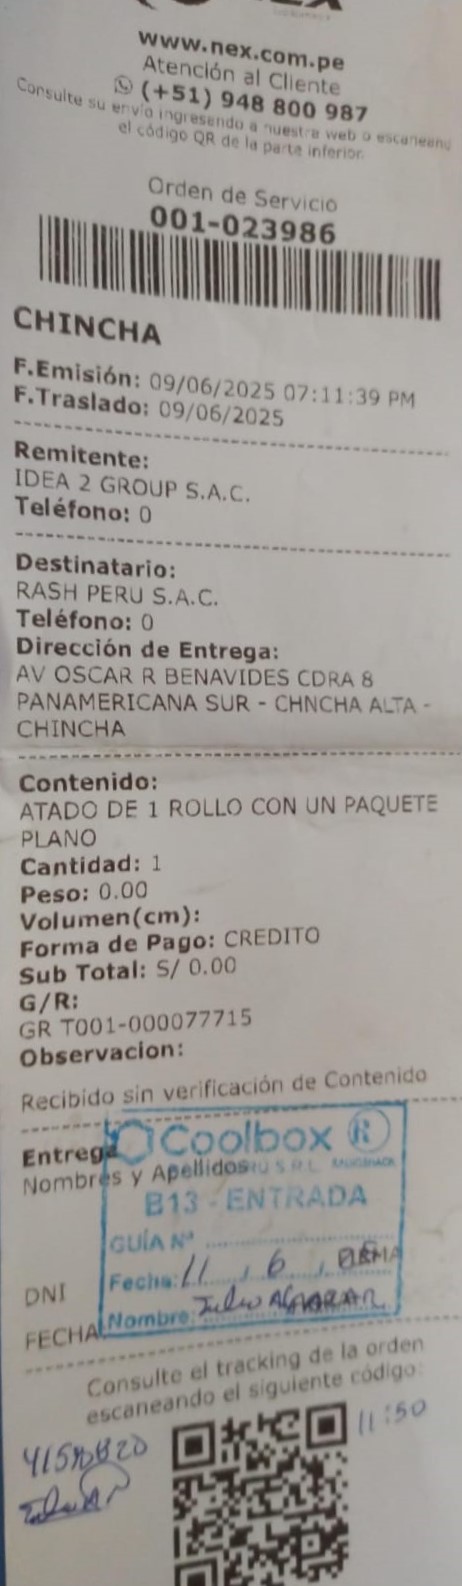 NEX
www.nex.com.pe
Atención al Cliente
(+51) 948 800 987
Consulte su envío ingresando a nuestra web o escaneando
el código QR de la parte inferior.
Orden de Servicio
001-023986
CHINCHA
F.Emisión: 09/06/2025 07:11:39 PM
F.Traslado: 09/06/2025
Remitente:
IDEA 2 GROUP S.A.C.
Teléfono: 0
Destinatario:
RASH PERU S.A.C.
Teléfono: 0
Dirección de Entrega:
AV OSCAR R BENAVIDES CDRA 8
PANAMERICANA SUR - CHNCHA ALTA -
CHINCHA
Contenido:
ATADO DE 1 ROLLO CON UN PAQUETE
PLANO
Cantidad: 1
Peso: 0.00
Volumen(cm):
Forma de Pago: CREDITO
Sub Total: S/ 0.00
G/R:
GR T001-000077715
Observacion:
Recibido sin verificación de Contenido
Entrega
Coolbox ®
Nombres y Apellidos
S.R.L.
B13 - ENTRADA
GUÍA Nº
DNI
Fecha: 11 , 6 ,
FECHA
Nombre: Julio
Consulte el tracking de la orden
escaneando el siguiente código:
11:50